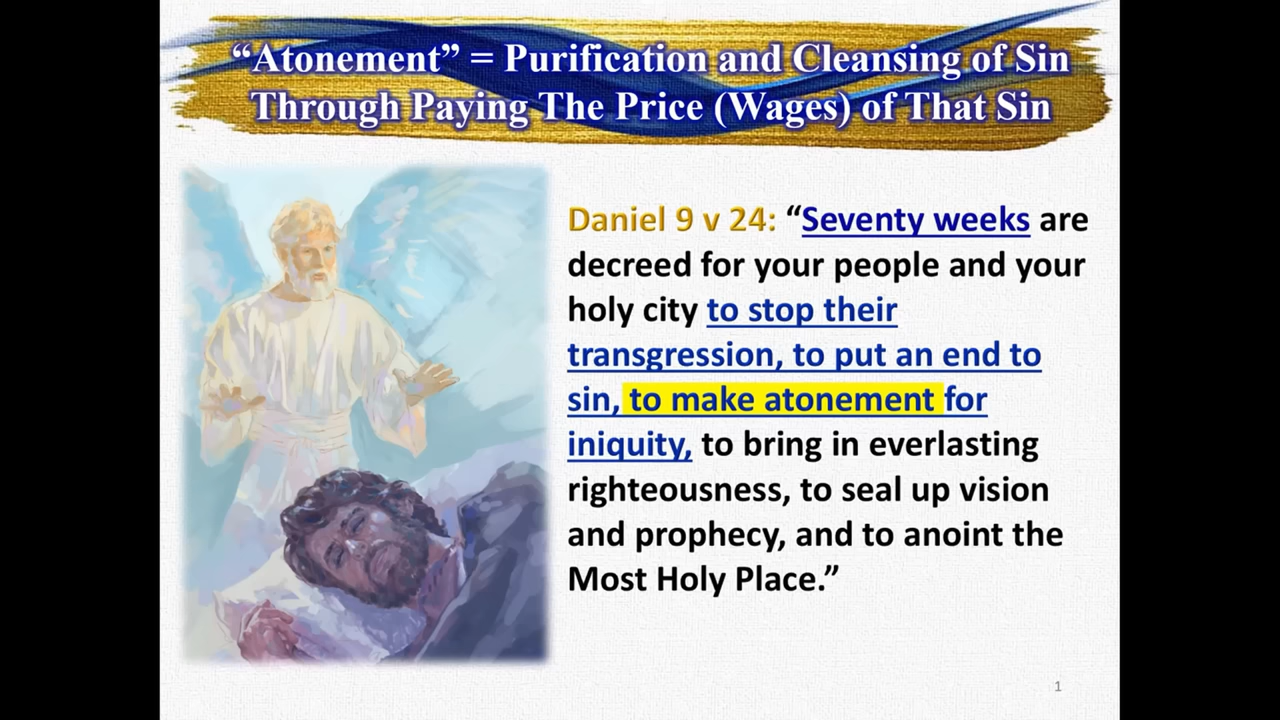 “Atonement” = Purification and Cleansing of Sin
Through Paying The Price (Wages) of That Sin
Daniel 9 v 24: “Seventy weeks are
decreed for your people and your
holy city to stop their
transgression, to put an end to
sin, to make atonement for
iniquity, to bring in everlasting
righteousness, to seal up vision
and prophecy, and to anoint the
Most Holy Place.”
1